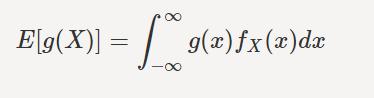 E[g(X)] = ∫_{-∞}^{∞} g(x) f_X(x) dx